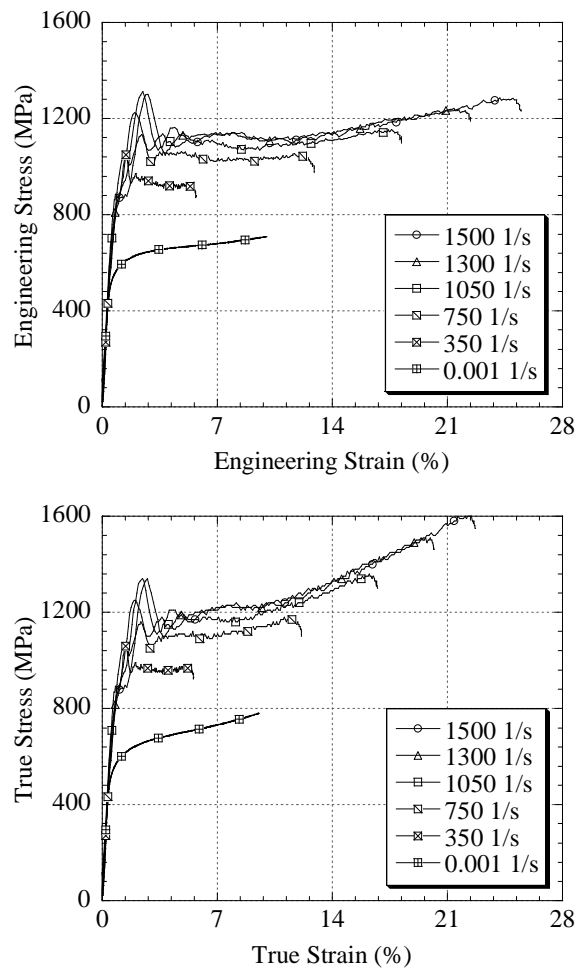 1600
1200
800
400
0
Engineering Stress (MPa)
1500 1/s
1300 1/s
1050 1/s
750 1/s
350 1/s
0.001 1/s
0 7 14 21 28
Engineering Strain (%)
1600
1200
800
400
0
True Stress (MPa)
1500 1/s
1300 1/s
1050 1/s
750 1/s
350 1/s
0.001 1/s
0 7 14 21 28
True Strain (%)